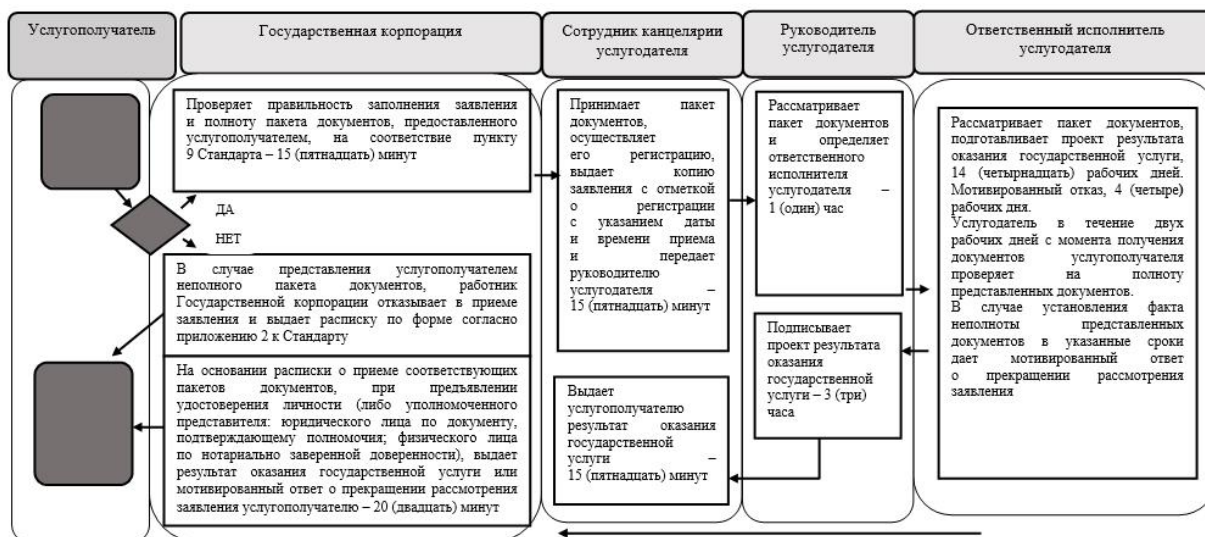 Услугополучатель
Государственная корпорация
Сотрудник канцелярии
услугодателя
Руководитель
услугодателя
Ответственный исполнитель
услугодателя
Проверяет правильность заполнения заявления
и полноту пакета документов, предоставленного
услугополучателем, на соответствие пункту
9 Стандарта – 15 (пятнадцать) минут
ДА
НЕТ
В случае представления услугополучателем
неполного пакета документов, работник
Государственной корпорации отказывает в приеме
заявления и выдает расписку по форме согласно
приложению 2 к Стандарту
На основании расписки о приеме соответствующих
пакетов документов, при предъявлении
удостоверения личности (либо уполномоченного
представителя: юридического лица по документу,
подтверждающему полномочия; физического лица
по нотариально заверенной доверенности), выдает
результат оказания государственной услуги или
мотивированный ответ о прекращении рассмотрения
заявления услугополучателю – 20 (двадцать) минут
Принимает пакет
документов,
осуществляет
его регистрацию,
выдает копию
заявления с отметкой
о регистрации
с указанием даты
и времени приема
и передает
руководителю
услугодателя –
15 (пятнадцать) минут
Выдает
услугополучателю
результат оказания
государственной
услуги –
15 (пятнадцать) минут
Рассматривает
пакет документов
и определяет
ответственного
исполнителя
услугодателя –
1 (один) час
Подписывает
проект результата
оказания
государственной
услуги – 3 (три)
часа
Рассматривает пакет документов,
подготавливает проект результата
оказания государственной услуги,
14 (четырнадцать) рабочих дней.
Мотивированный отказ, 4 (четыре)
рабочих дня.
Услугодатель в течение двух
рабочих дней с момента получения
документов услугополучателя
проверяет на полноту
представленных документов.
В случае установления факта
неполноты представленных
документов в указанные сроки
дает мотивированный ответ
о прекращении рассмотрения
заявления